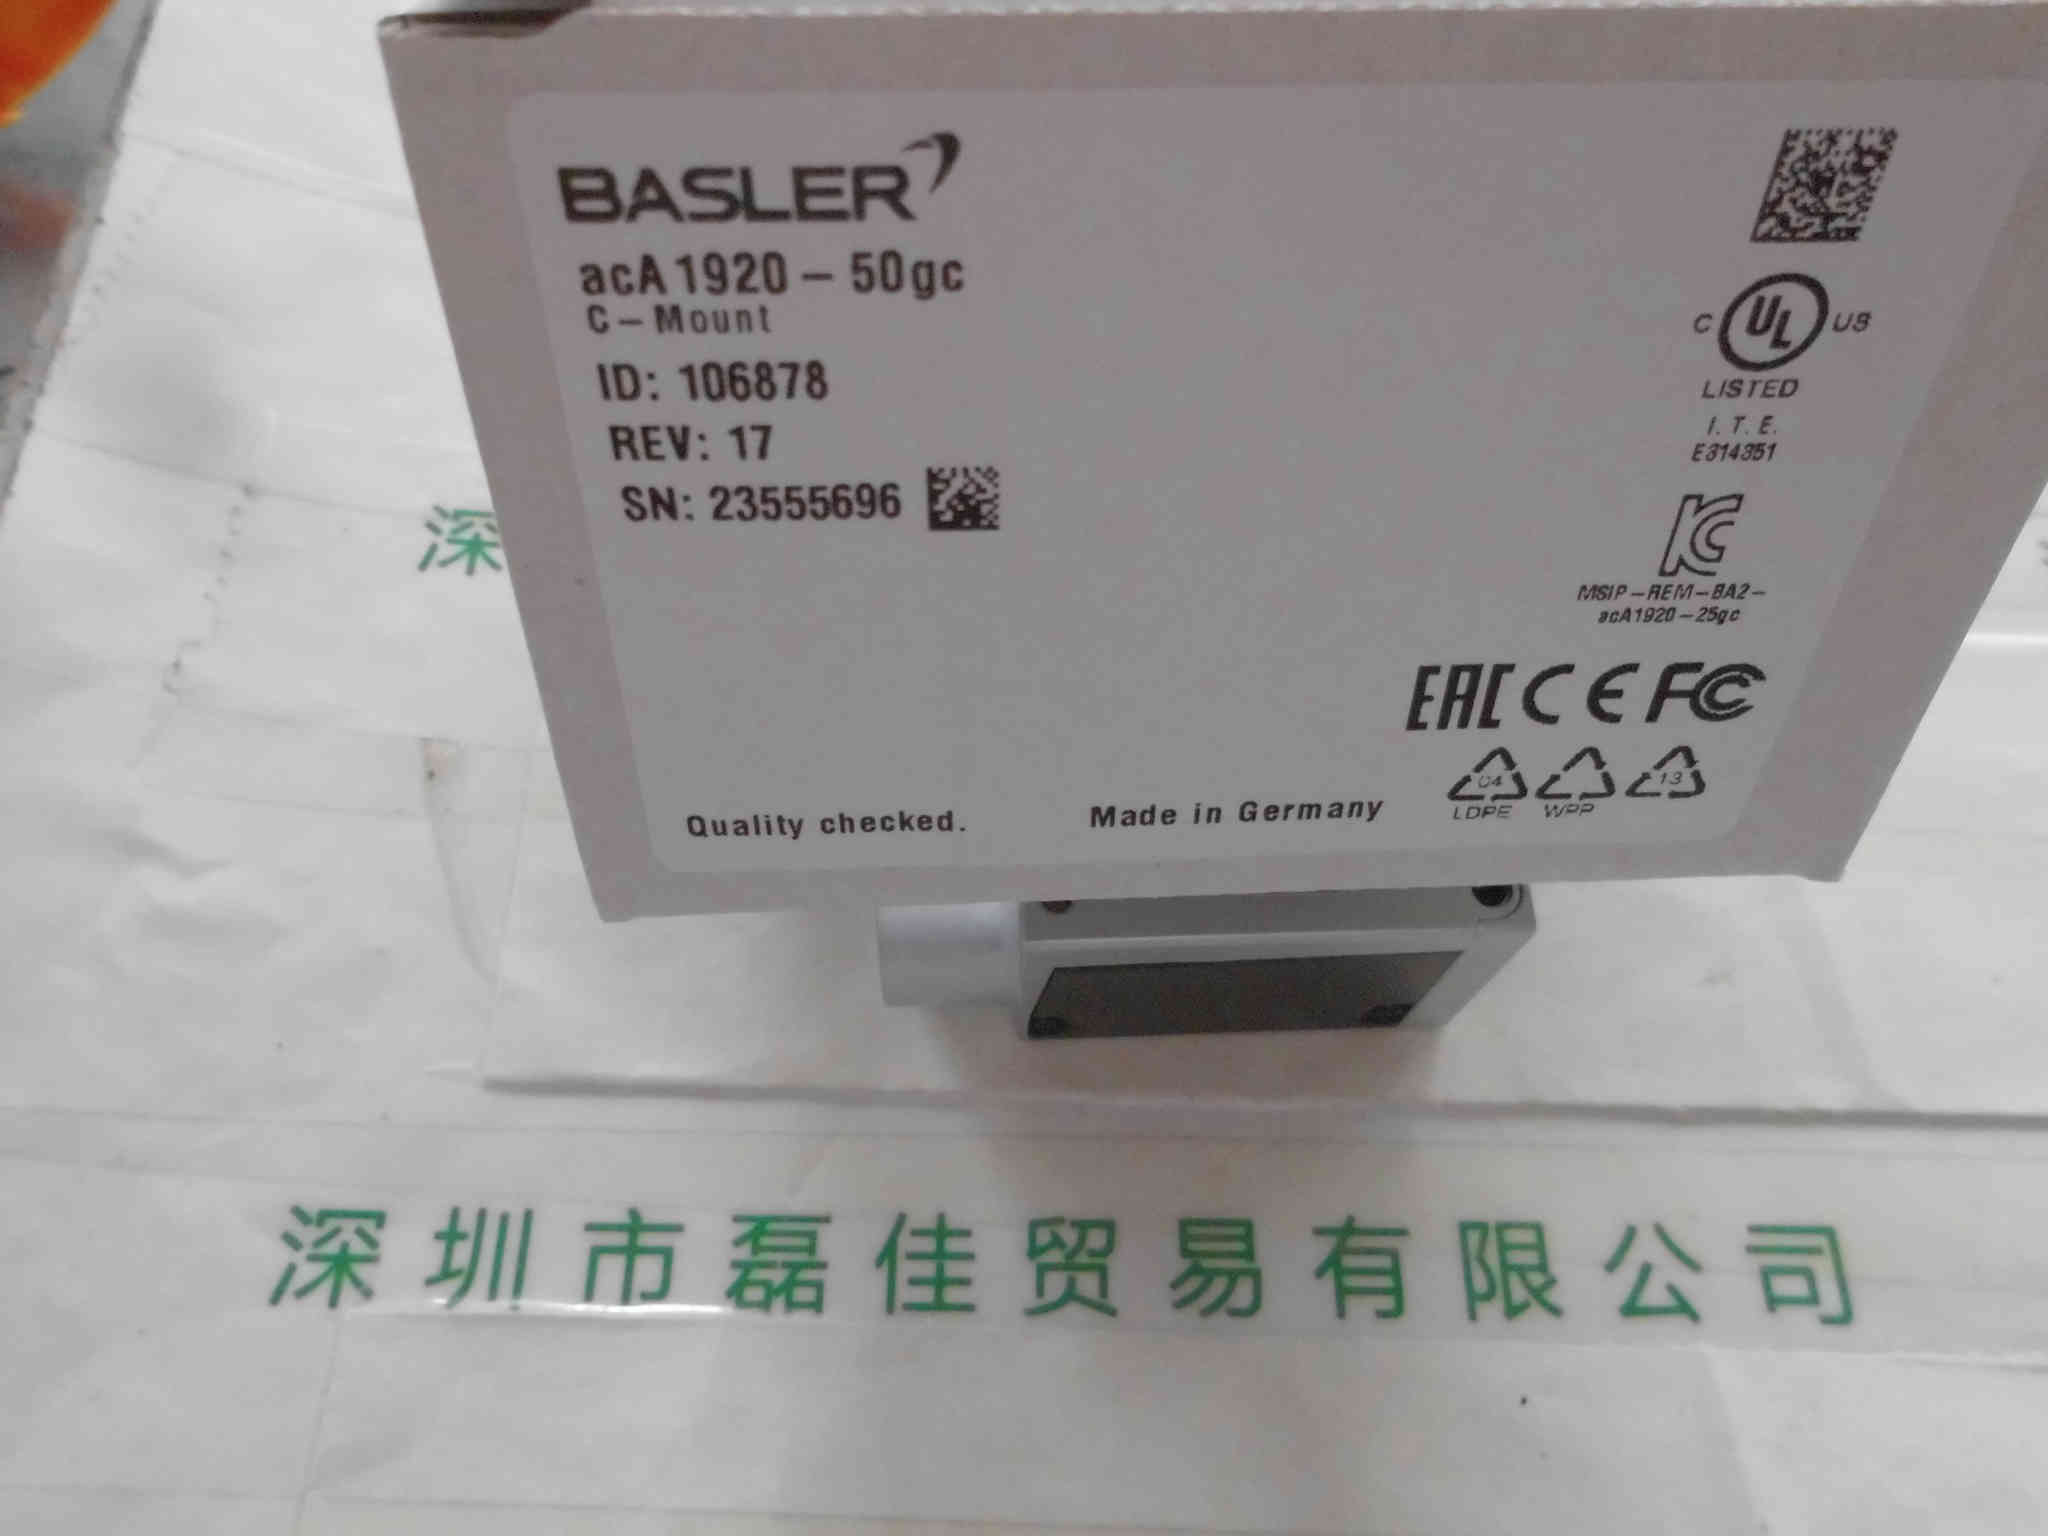 BASLER
acA1920-50gc
C-Mount
ID: 106878
REV: 17
SN: 23555696
C UL US
LISTED
I. T. E.
E314351
KC
MSIP-REM-BA2-
acA1920-25gc
EAC CE FC
04 13
LDPE WPP
Quality checked. Made in Germany
深
深圳市磊佳贸易有限公司